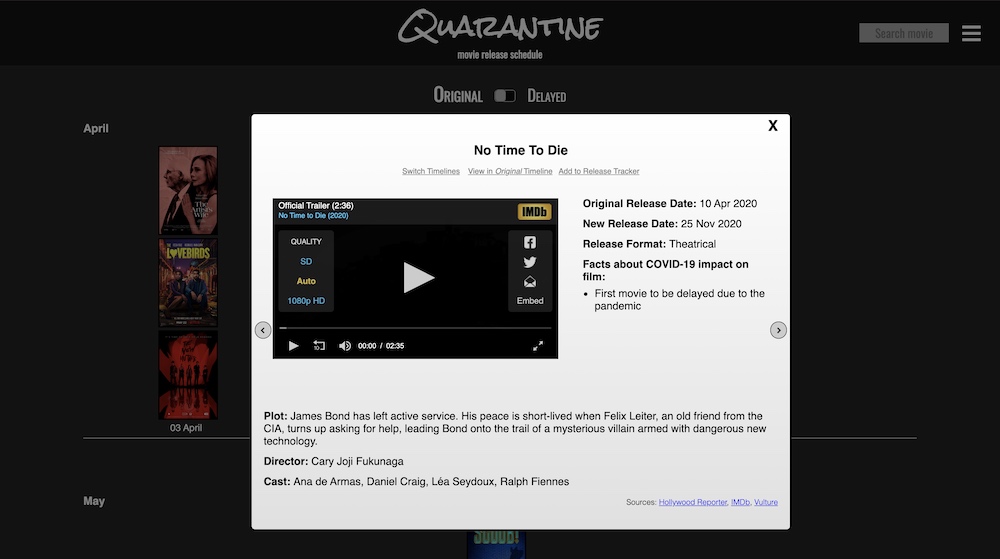 Quarantine
movie release schedule
Search movie
Original Delayed
April
X
No Time To Die
Switch Timelines View in Original Timeline Add to Release Tracker
Official Trailer (2:36)
No Time to Die (2020)
IMDb
QUALITY
SD
Auto
1080p HD
Embed
10
00:00 / 02:35
Original Release Date: 10 Apr 2020
New Release Date: 25 Nov 2020
Release Format: Theatrical
Facts about COVID-19 impact on
film:
• First movie to be delayed due to the
pandemic
The
Artist's
Wife
LOVEBIRDS
03 April
Plot: James Bond has left active service. His peace is short-lived when Felix Leiter, an old friend from the
CIA, turns up asking for help, leading Bond onto the trail of a mysterious villain armed with dangerous new
technology.
Director: Cary Joji Fukunaga
Cast: Ana de Armas, Daniel Craig, Léa Seydoux, Ralph Fiennes
Sources: Hollywood Reporter, IMDb, Vulture
May
SCOOB!